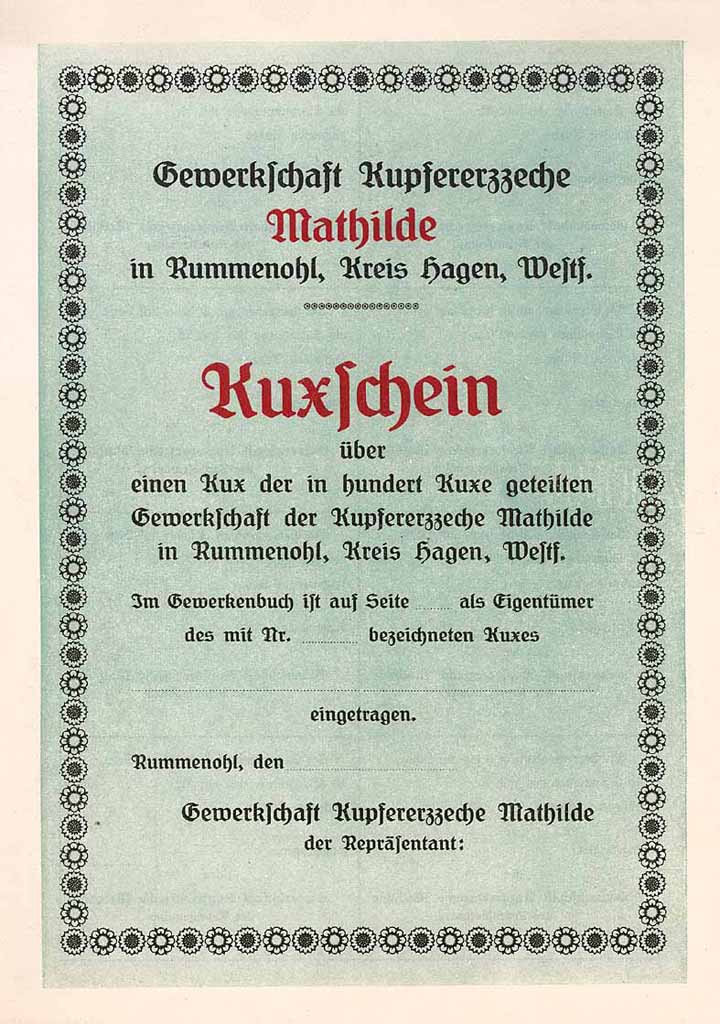 Gewerkschaft Kupfererzzeche
Mathilde
in Rummenohl, Kreis Hagen, Westf.
Kuxschein
über
einen Kux der in hundert Kuxe geteilten
Gewerkschaft der Kupfererzzeche Mathilde
in Rummenohl, Kreis Hagen, Westf.
Im Gewerkenbuch ist auf Seite ........ als Eigentümer
des mit Nr. ............ bezeichneten Kuxes
eingetragen.
Rummenohl, den
Gewerkschaft Kupfererzzeche Mathilde
der Repräsentant: